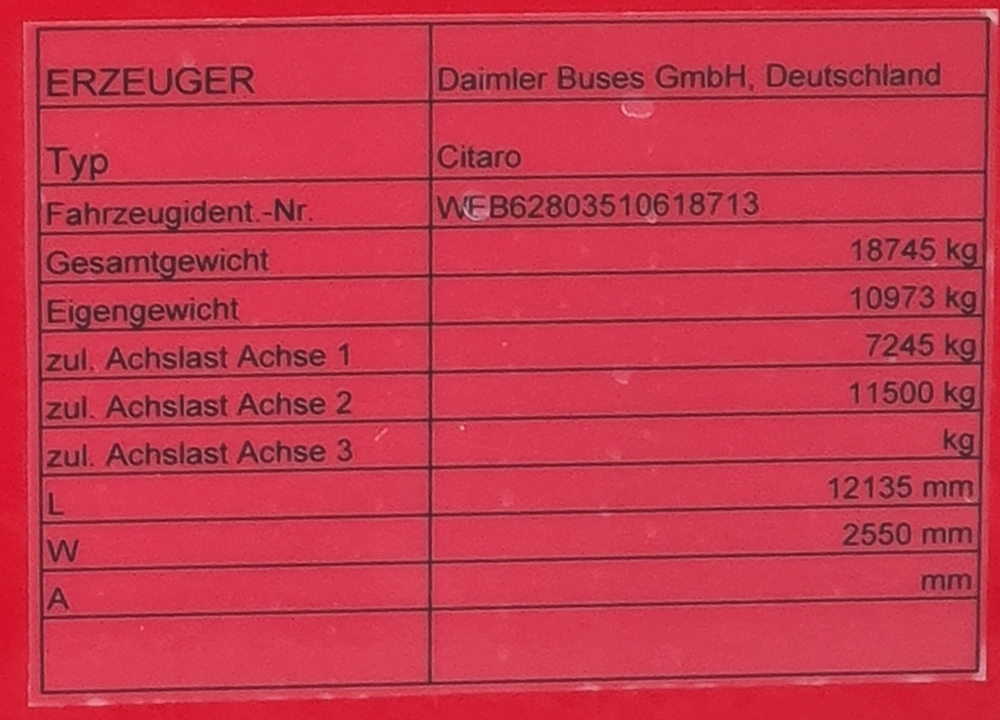 ERZEUGER Daimler Buses GmbH, Deutschland
Typ Citaro
Fahrzeugident.-Nr. WEB62803510618713
Gesamtgewicht 18745 kg
Eigengewicht 10973 kg
zul. Achslast Achse 1 7245 kg
zul. Achslast Achse 2 11500 kg
zul. Achslast Achse 3 kg
L 12135 mm
W 2550 mm
A mm